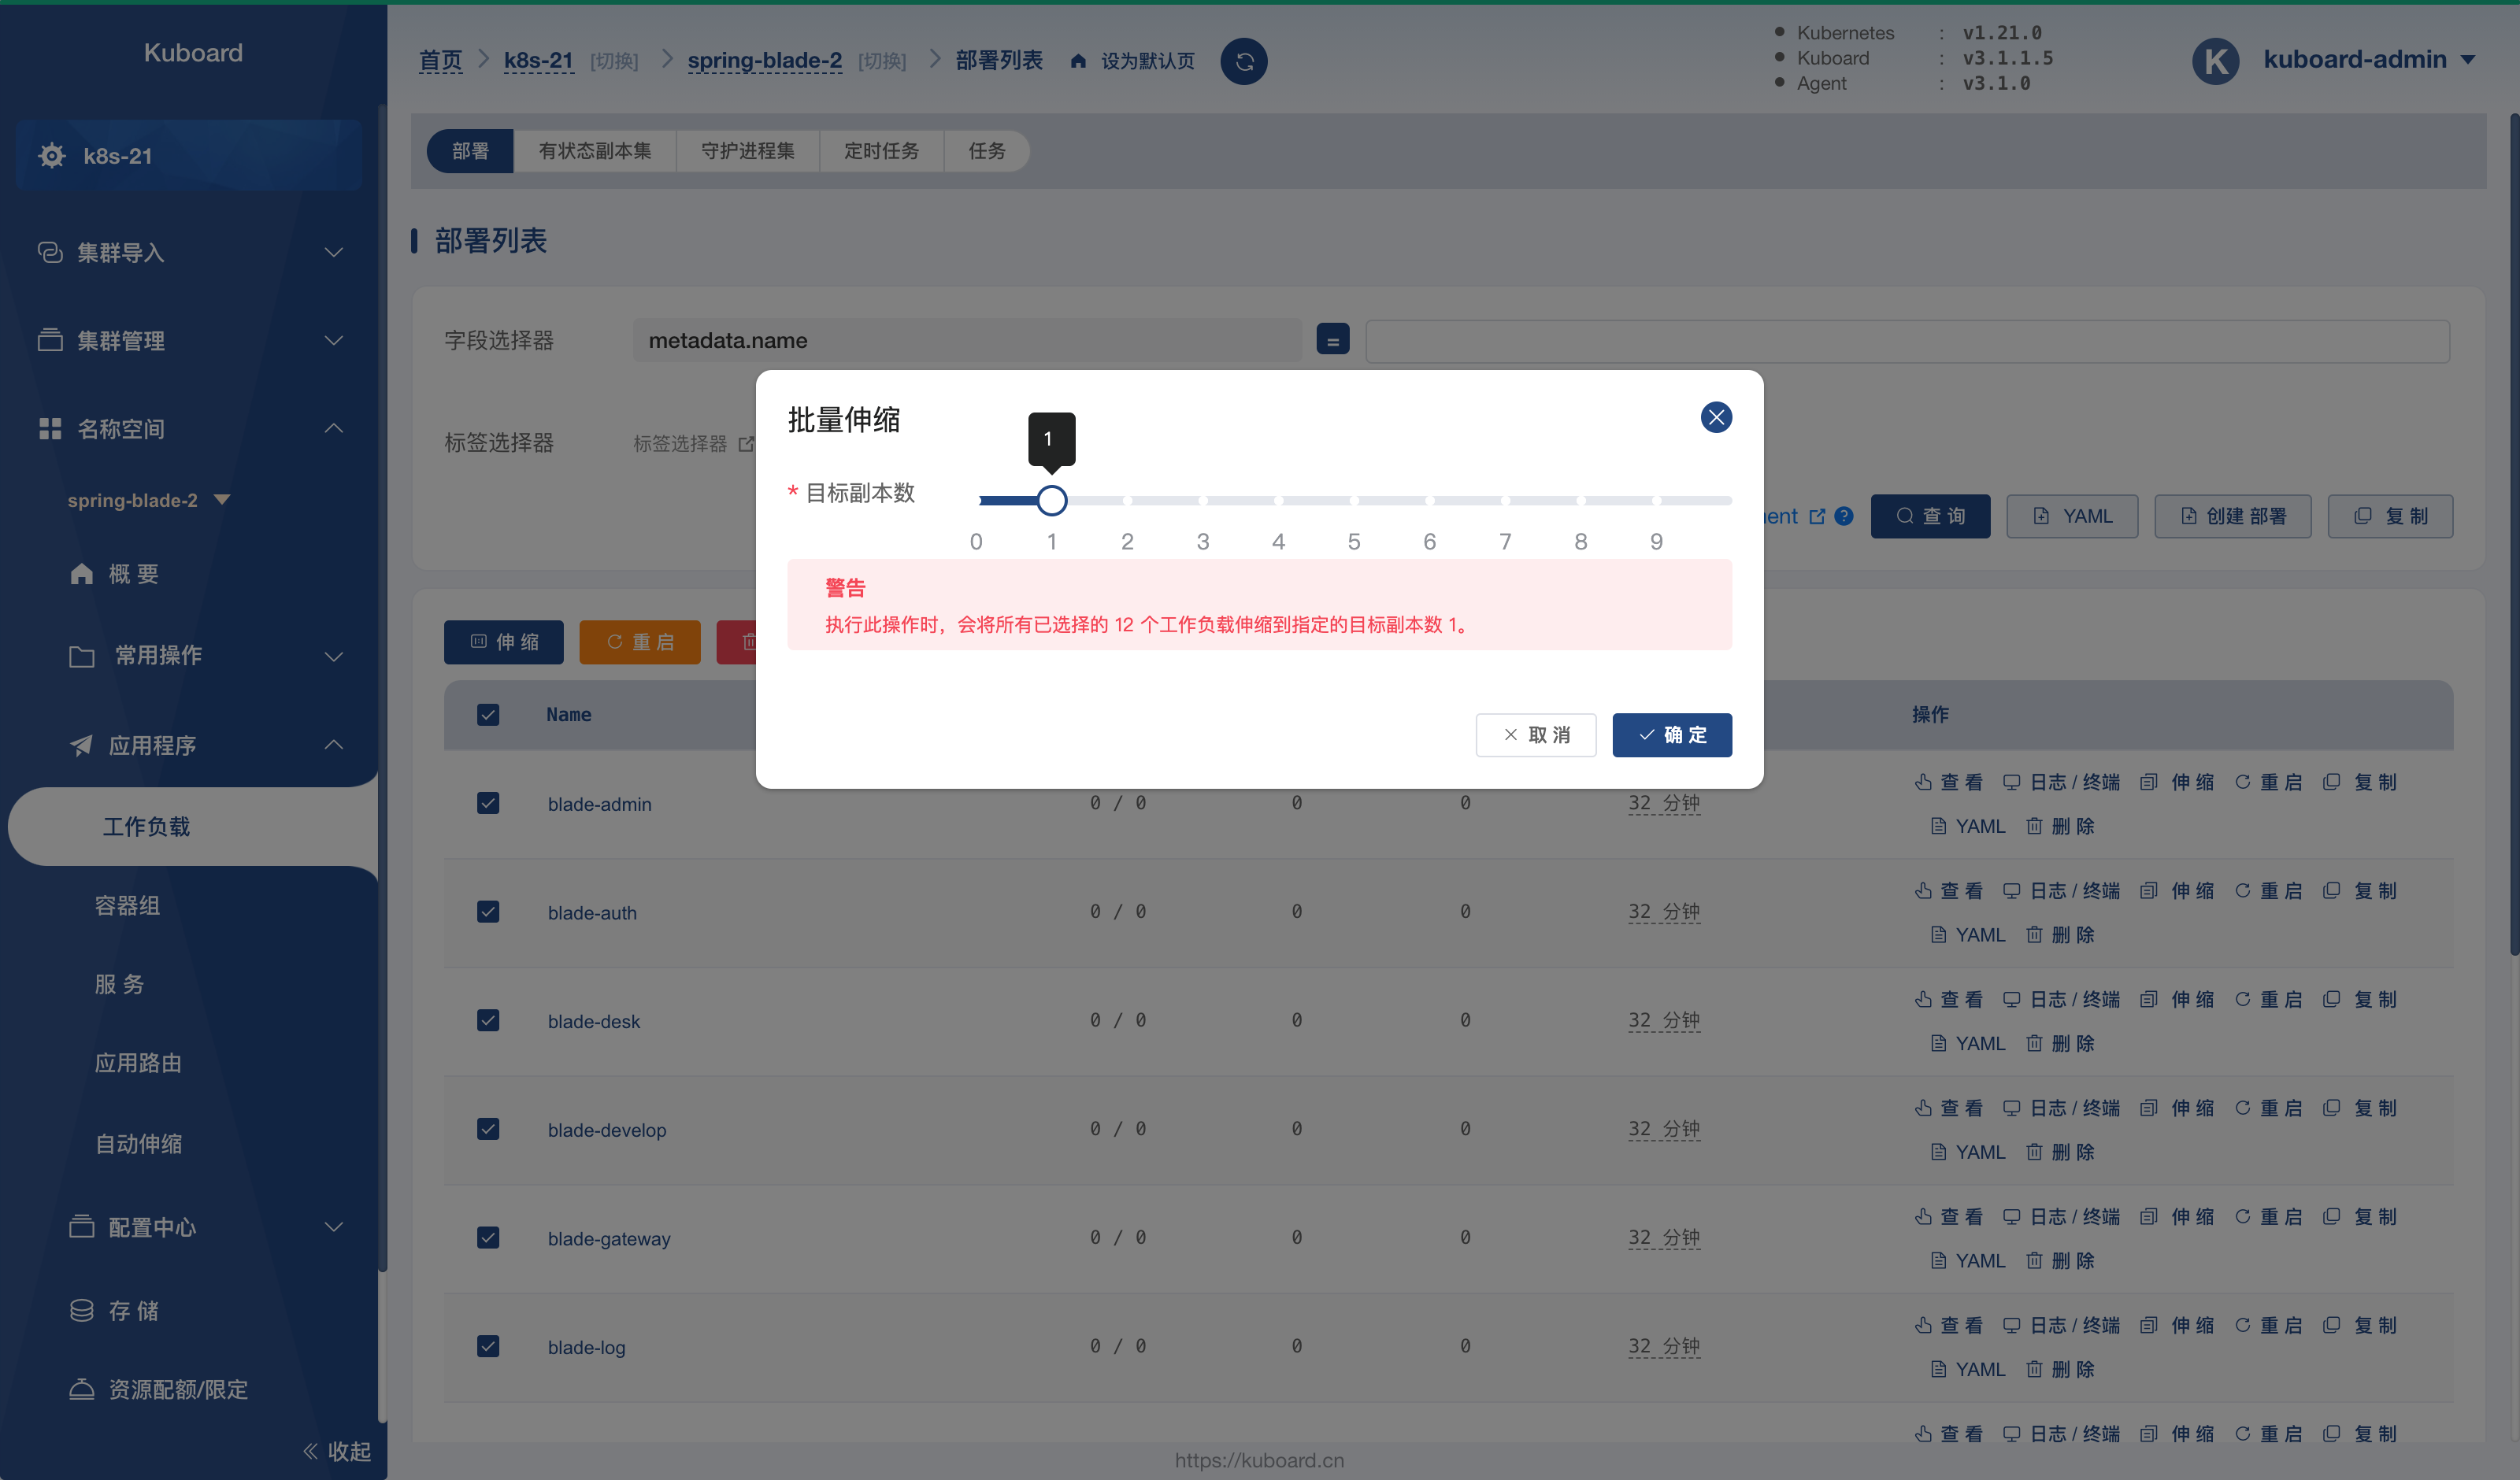 Kuboard
k8s-21
集群导入
集群管理
名称空间
spring-blade-2
概 要
常用操作
应用程序
工作负载
容器组
服 务
应用路由
自动伸缩
配置中心
存 储
资源配额/限定
收起
首页 k8s-21 [切换] spring-blade-2 [切换] 部署列表 设为默认页
Kubernetes : v1.21.0
Kuboard : v3.1.1.5
Agent : v3.1.0
K kuboard-admin
部署 有状态副本集 守护进程集 定时任务 任务
部署列表
字段选择器 metadata.name =
标签选择器 标签选择器
查 询 YAML 创建 部署 复 制
批量伸缩
1
* 目标副本数
0 1 2 3 4 5 6 7 8 9
警告
执行此操作时，会将所有已选择的 12 个工作负载伸缩到指定的目标副本数 1。
取 消 确 定
伸 缩 重 启
Name 操作
blade-admin 0 / 0 0 0 32 分钟 查 看 日志 / 终端 伸 缩 重 启 复 制
YAML 删 除
blade-auth 0 / 0 0 0 32 分钟 查 看 日志 / 终端 伸 缩 重 启 复 制
YAML 删 除
blade-desk 0 / 0 0 0 32 分钟 查 看 日志 / 终端 伸 缩 重 启 复 制
YAML 删 除
blade-develop 0 / 0 0 0 32 分钟 查 看 日志 / 终端 伸 缩 重 启 复 制
YAML 删 除
blade-gateway 0 / 0 0 0 32 分钟 查 看 日志 / 终端 伸 缩 重 启 复 制
YAML 删 除
blade-log 0 / 0 0 0 32 分钟 查 看 日志 / 终端 伸 缩 重 启 复 制
YAML 删 除
查 看 日志 / 终端 伸 缩 重 启 复 制
https://kuboard.cn